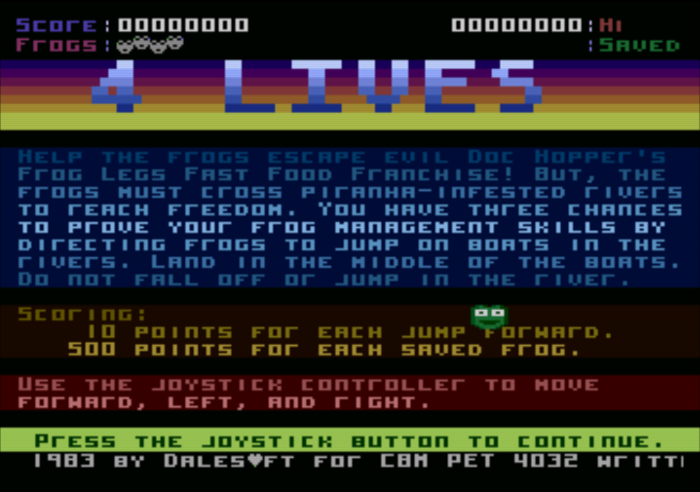 Score:00000000 00000000:Hi
Frogs: :Saved
4 LIVES
Help the frogs escape evil Doc Hopper's
Frog Legs Fast Food Franchise! But, the
frogs must cross piranha-infested rivers
to reach freedom. You have three chances
to prove your frog management skills by
directing frogs to jump on boats in the
rivers. Land in the middle of the boats.
Do not fall off or jump in the river.
Scoring:
10 points for each jump forward.
500 points for each saved frog.
Use the joystick controller to move
forward, left, and right.
Press the joystick button to continue.
1983 by Dales♥ft for CBM PET 4032 writt